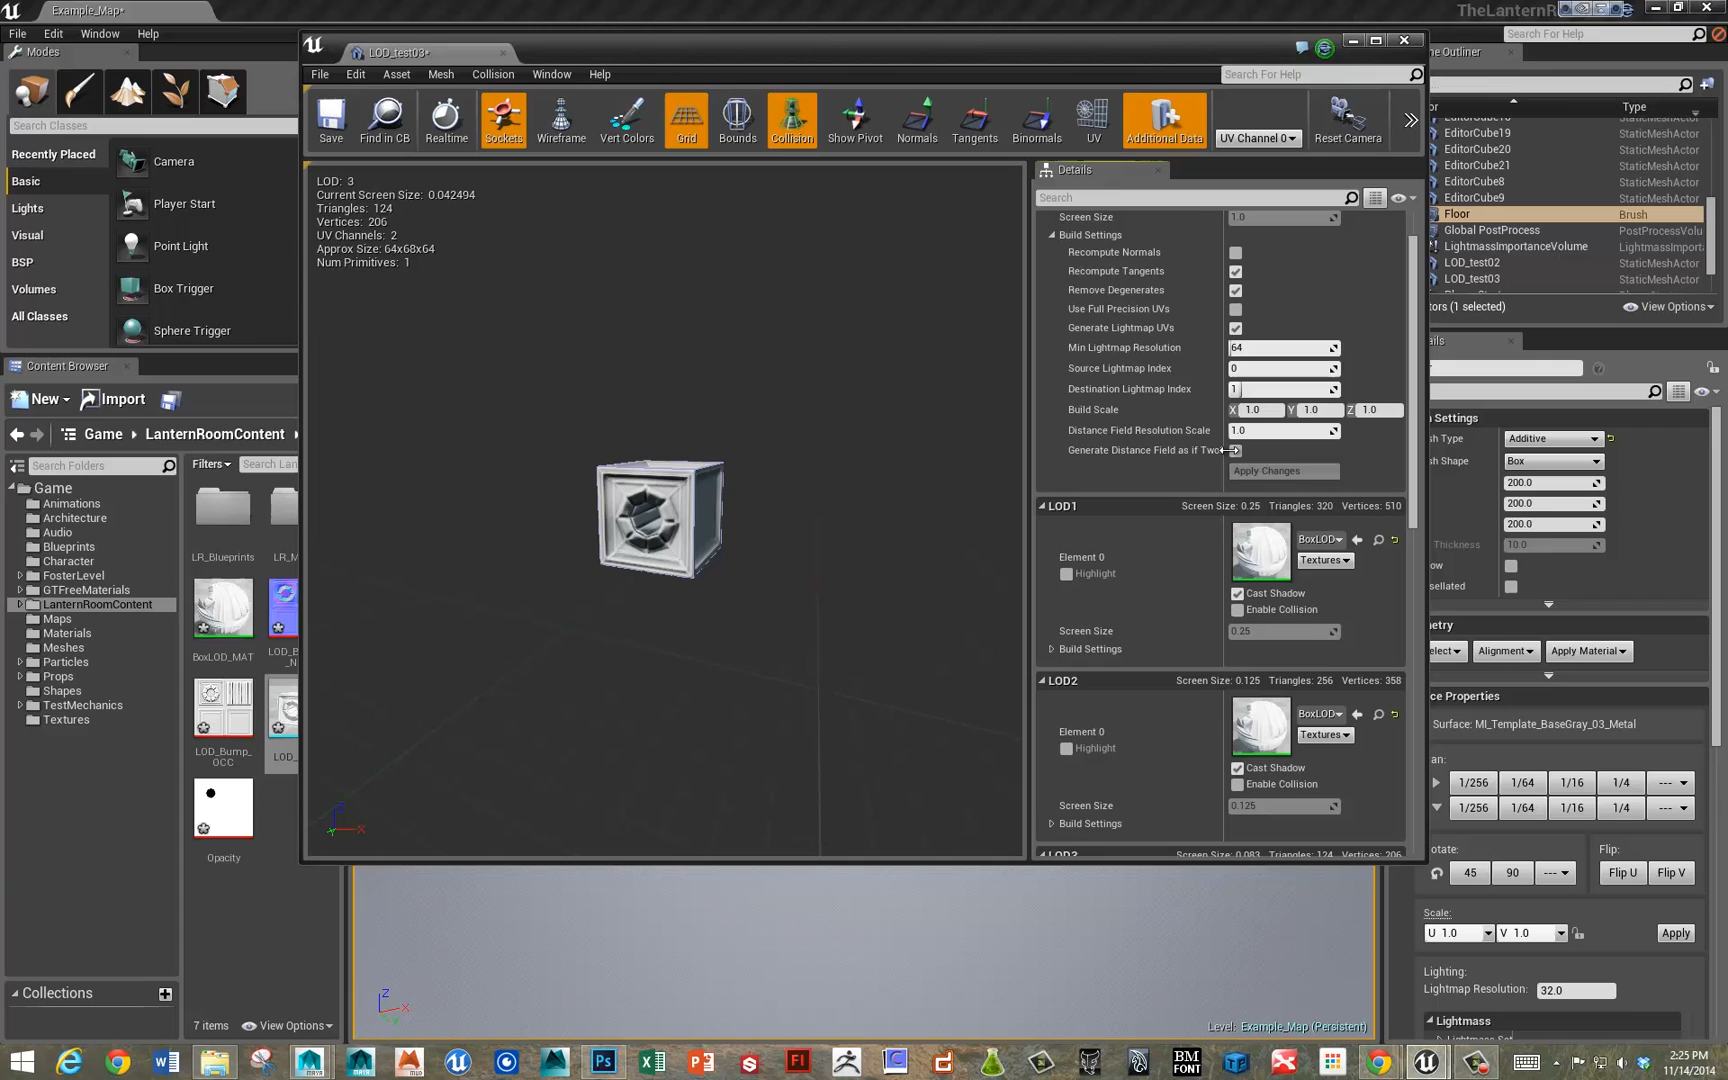 Example_Map*
TheLanternR
File Edit Window Help
Search For Help
Modes
Search Classes
Recently Placed
Basic
Lights
Visual
BSP
Volumes
All Classes
Camera
Player Start
Point Light
Box Trigger
Sphere Trigger
Content Browser
New Import
Game LanternRoomContent
Search Folders
Filters Search Lan
Game
Animations
Architecture
Audio
Blueprints
Character
FosterLevel
GTFreeMaterials
LanternRoomContent
Maps
Materials
Meshes
Particles
Props
Shapes
TestMechanics
Textures
LR_Blueprints
LR_M
BoxLOD_MAT
LOD_B
_N
LOD_Bump_
OCC
LOD_
Opacity
Collections
7 items View Options
LOD_test03*
File Edit Asset Mesh Collision Window Help
Search For Help
Save Find in CB Realtime Sockets Wireframe Vert Colors Grid Bounds Collision Show Pivot Normals Tangents Binormals UV Additional Data UV Channel 0 Reset Camera
LOD: 3
Current Screen Size: 0.042494
Triangles: 124
Vertices: 206
UV Channels: 2
Approx Size: 64x68x64
Num Primitives: 1
Details
Search
Screen Size 1.0
Build Settings
Recompute Normals
Recompute Tangents
Remove Degenerates
Use Full Precision UVs
Generate Lightmap UVs
Min Lightmap Resolution 64
Source Lightmap Index 0
Destination Lightmap Index 1
Build Scale X 1.0 Y 1.0 Z 1.0
Distance Field Resolution Scale 1.0
Generate Distance Field as if Two
Apply Changes
LOD1 Screen Size: 0.25 Triangles: 320 Vertices: 510
BoxLOD
Element 0 Textures
Highlight
Cast Shadow
Enable Collision
Screen Size 0.25
Build Settings
LOD2 Screen Size: 0.125 Triangles: 256 Vertices: 358
BoxLOD
Element 0 Textures
Highlight
Cast Shadow
Enable Collision
Screen Size 0.125
Build Settings
LOD3 Screen Size: 0.083 Triangles: 124 Vertices: 206
ne Outliner
or Type
EditorCube19 StaticMeshActor
EditorCube20 StaticMeshActor
EditorCube21 StaticMeshActor
EditorCube8 StaticMeshActor
EditorCube9 StaticMeshActor
Floor Brush
Global PostProcess PostProcessVolu
LightmassImportanceVolume LightmassImport
LOD_test02 StaticMeshActor
LOD_test03 StaticMeshActor
tors (1 selected) View Options
ails
h Settings
sh Type Additive
sh Shape Box
200.0
200.0
200.0
Thickness 10.0
ow
sellated
metry
elect Alignment Apply Material
ce Properties
Surface: MI_Template_BaseGray_03_Metal
an:
1/256 1/64 1/16 1/4 ---
1/256 1/64 1/16 1/4 ---
otate: Flip:
45 90 --- Flip U Flip V
Scale:
U 1.0 V 1.0 Apply
Lighting:
Lightmap Resolution: 32.0
Lightmass
Level: Example_Map (Persistent)
2:25 PM
11/14/2014